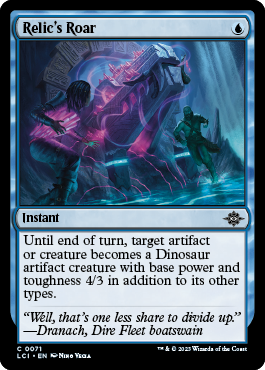 Relic's Roar
Instant
Until end of turn, target artifact
or creature becomes a Dinosaur
artifact creature with base power and
toughness 4/3 in addition to its other
types.
"Well, that's one less share to divide up."
—Dranach, Dire Fleet boatswain
C 0071
LCI • EN Nino Vecia
™ & © 2023 Wizards of the Coast